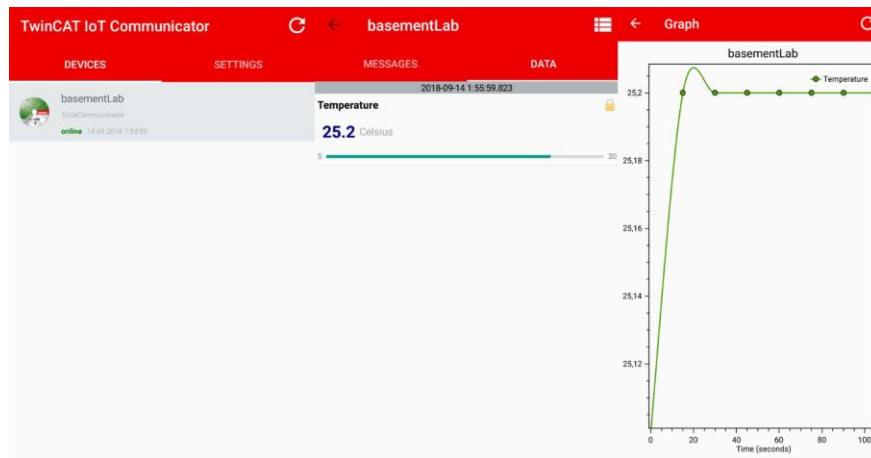 TwinCAT IoT Communicator
DEVICES SETTINGS
basementLab
TcIotCommunicator
online 14.09.2018 1:55:59
basementLab
MESSAGES DATA
2018-09-14 1:55:59.823
Temperature
25.2 Celsius
5 30
Graph
basementLab
Temperature
25,2
25,18
25,16
25,14
25,12
0 20 40 60 80 100
Time (seconds)